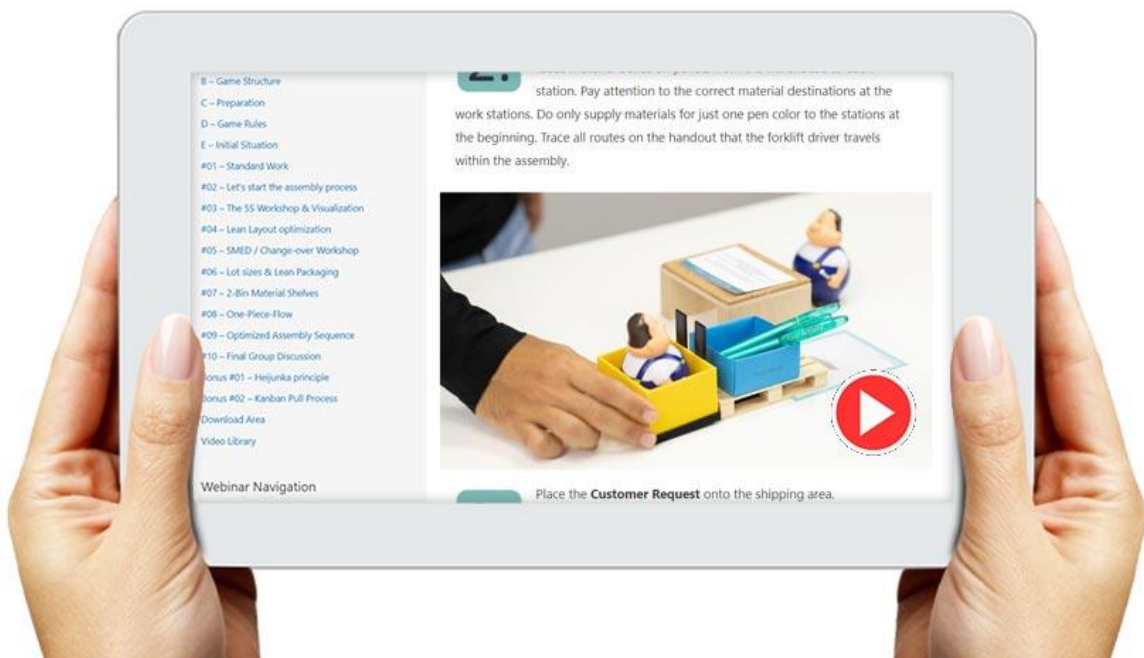 B – Game Structure
C – Preparation
D – Game Rules
E – Initial Situation
#01 – Standard Work
#02 – Let's start the assembly process
#03 – The 5S Workshop & Visualization
#04 – Lean Layout optimization
#05 – SMED / Change-over Workshop
#06 – Lot sizes & Lean Packaging
#07 – 2-Bin Material Shelves
#08 – One-Piece-Flow
#09 – Optimized Assembly Sequence
#10 – Final Group Discussion
Bonus #01 – Heijunka principle
Bonus #02 – Kanban Pull Process
Download Area
Video Library
Webinar Navigation
2.
station. Pay attention to the correct material destinations at the
work stations. Do only supply materials for just one pen color to the stations at
the beginning. Trace all routes on the handout that the forklift driver travels
within the assembly.
Place the Customer Request onto the shipping area.